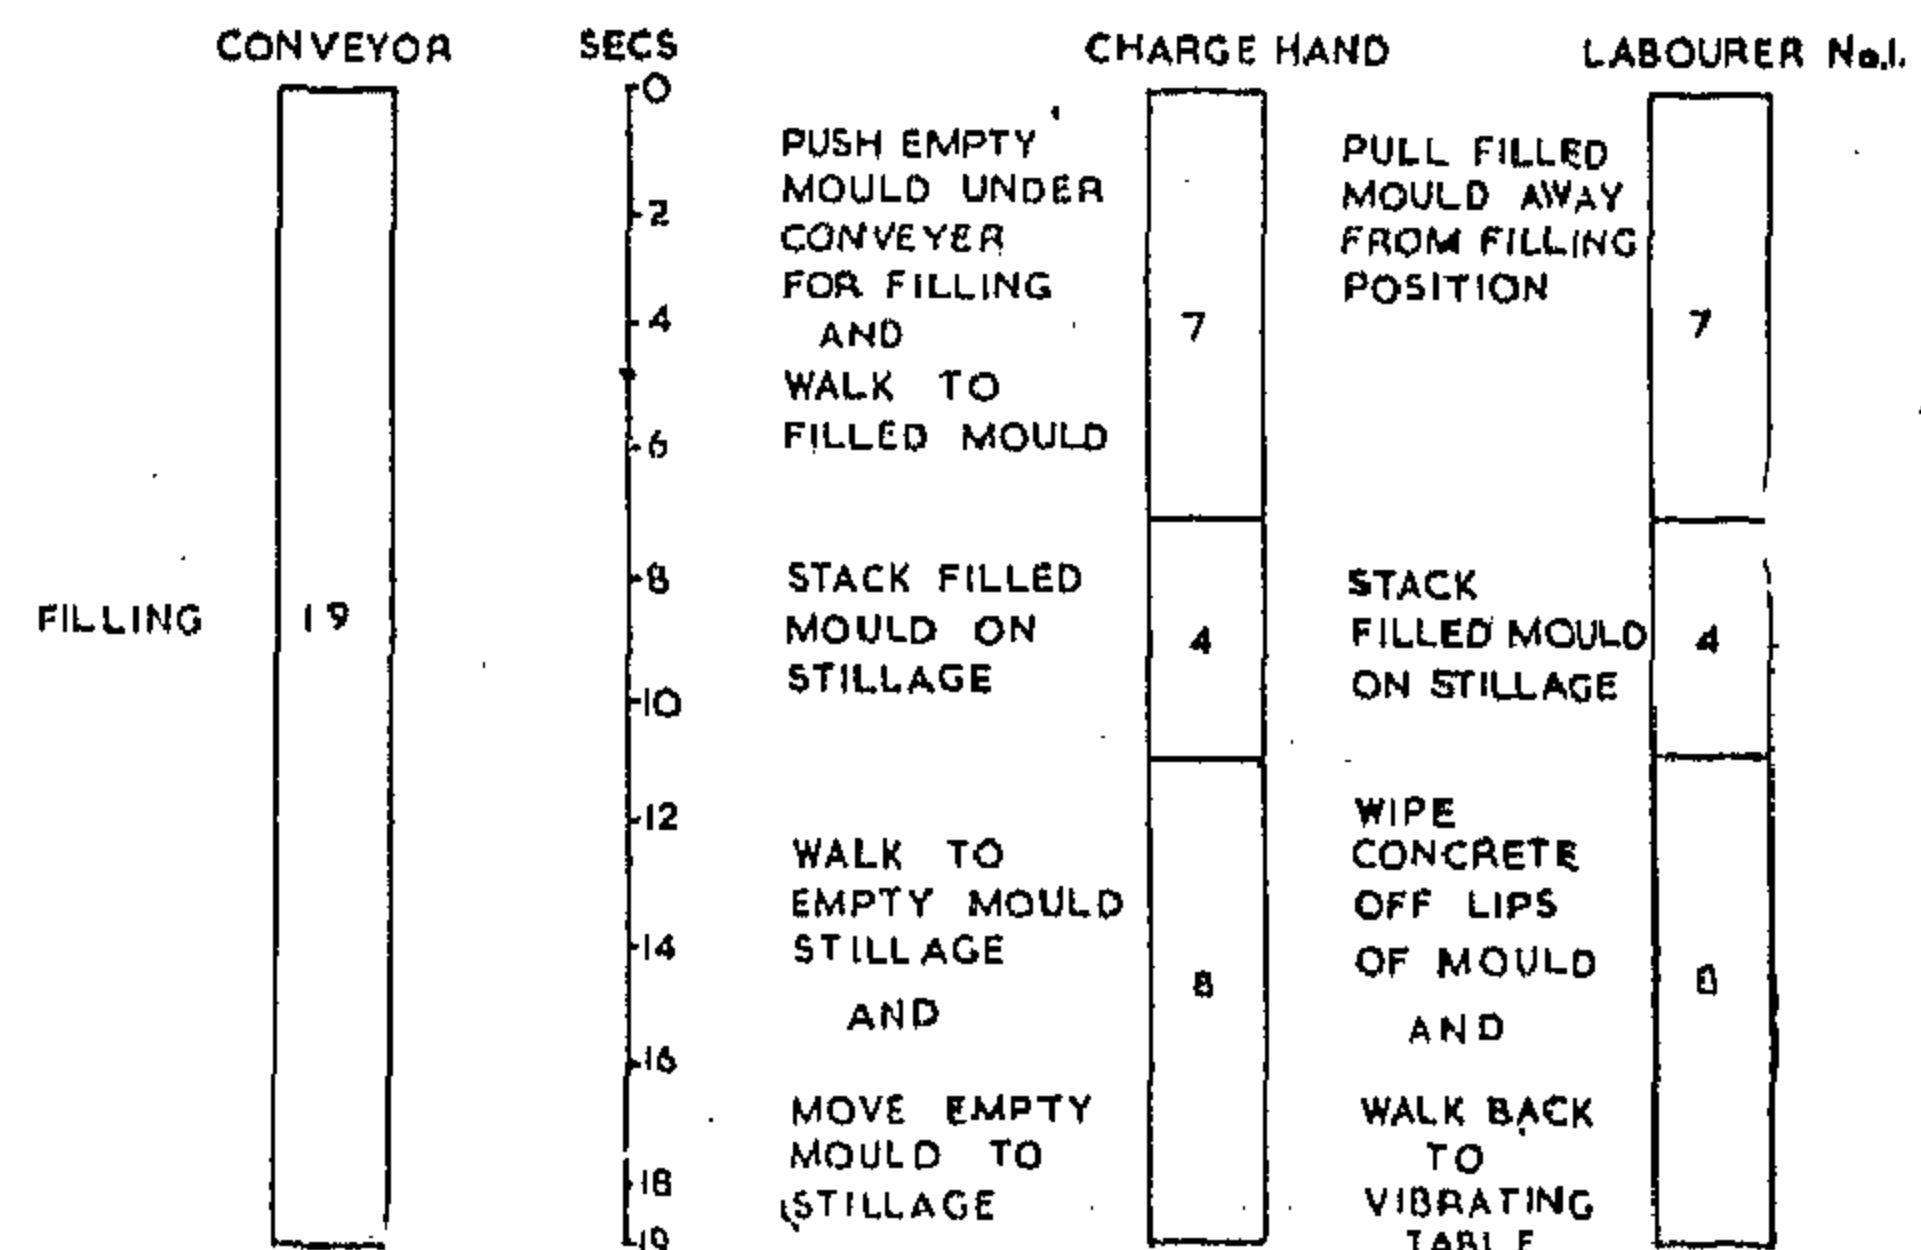 CONVEYOR
SECS
CHARGE HAND
LABOURER No.1.
FILLING
19
0
2
4
6
8
10
12
14
16
18
19
PUSH EMPTY
MOULD UNDER
CONVEYER
FOR FILLING
AND
WALK TO
FILLED MOULD
7
STACK FILLED
MOULD ON
STILLAGE
4
WALK TO
EMPTY MOULD
STILLAGE
AND
MOVE EMPTY
MOULD TO
STILLAGE
8
PULL FILLED
MOULD AWAY
FROM FILLING
POSITION
7
STACK
FILLED MOULD
ON STILLAGE
4
WIPE
CONCRETE
OFF LIPS
OF MOULD
AND
WALK BACK
TO
VIBRATING
TABLE
8